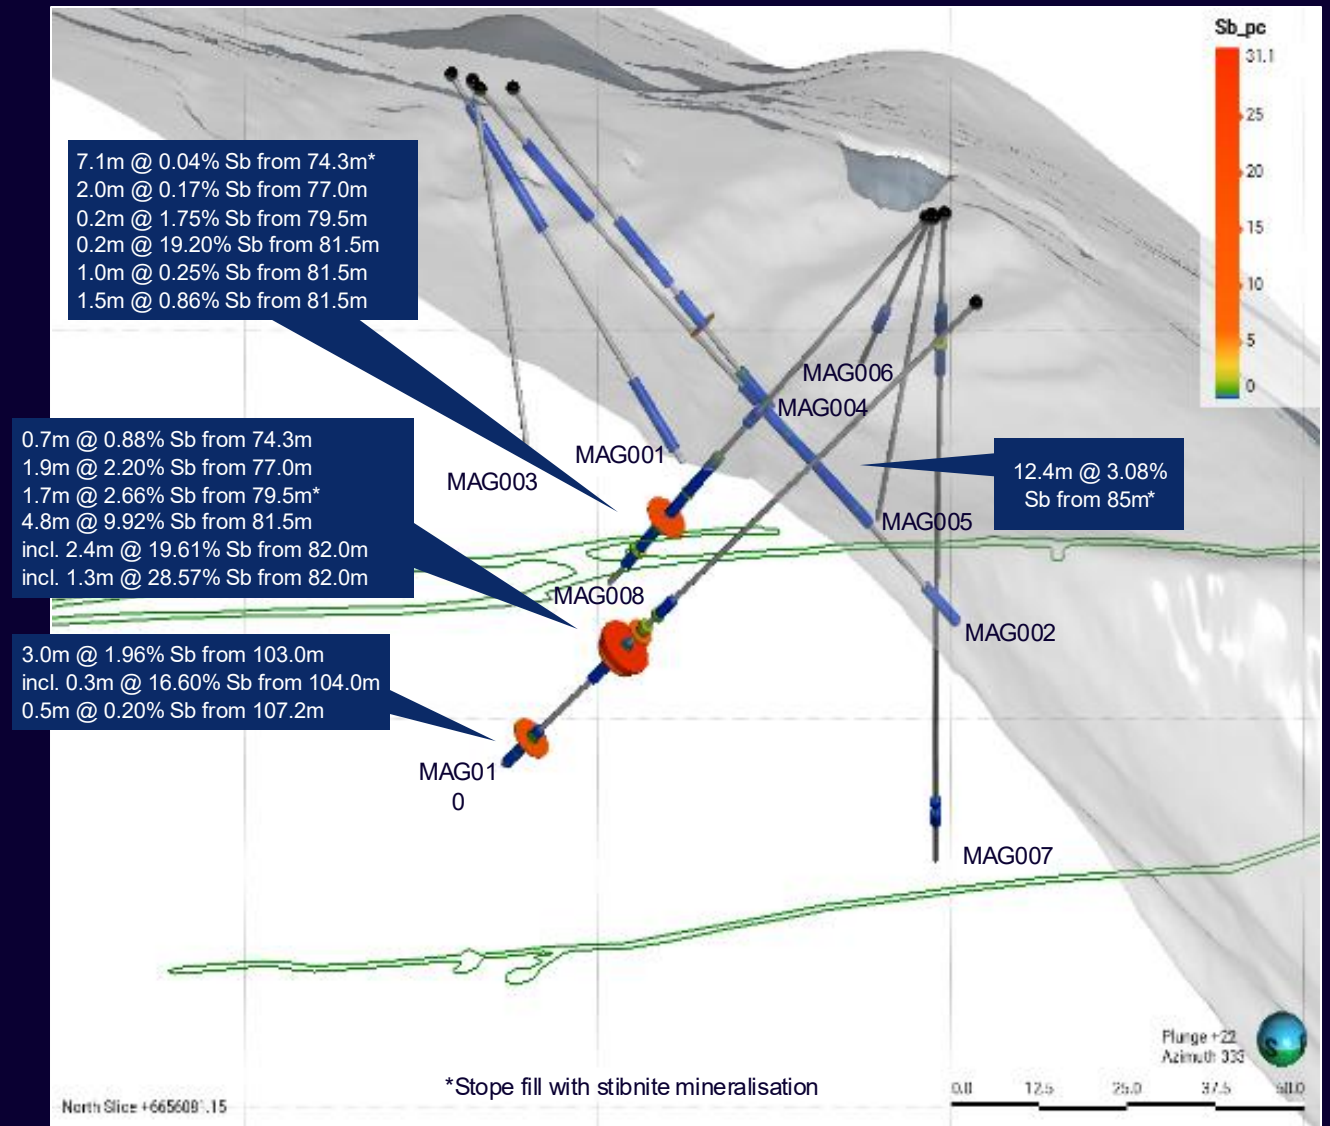 Sb_pc
31.1
25
20
15
10
5
0
7.1m @ 0.04% Sb from 74.3m*
2.0m @ 0.17% Sb from 77.0m
0.2m @ 1.75% Sb from 79.5m
0.2m @ 19.20% Sb from 81.5m
1.0m @ 0.25% Sb from 81.5m
1.5m @ 0.86% Sb from 81.5m
MAG006
MAG004
0.7m @ 0.88% Sb from 74.3m
1.9m @ 2.20% Sb from 77.0m
1.7m @ 2.66% Sb from 79.5m*
4.8m @ 9.92% Sb from 81.5m
incl. 2.4m @ 19.61% Sb from 82.0m
incl. 1.3m @ 28.57% Sb from 82.0m
MAG001
MAG003
12.4m @ 3.08%
Sb from 85m*
MAG005
MAG008
MAG002
3.0m @ 1.96% Sb from 103.0m
incl. 0.3m @ 16.60% Sb from 104.0m
0.5m @ 0.20% Sb from 107.2m
MAG01
0
MAG007
Plunge +22
Azimuth 333
S
*Stope fill with stibnite mineralisation
0.0 12.5 25.0 37.5 50.0
North Slice +6656081.15